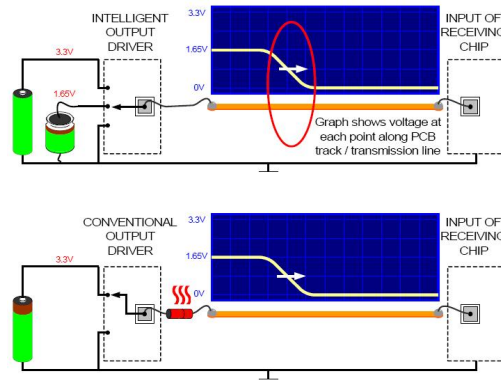 INTELLIGENT
OUTPUT
DRIVER
3.3V
1.65V
3.3V
1.65V
0V
INPUT OF
RECEIVING
CHIP
Graph shows voltage at
each point along PCB
track / transmission line
CONVENTIONAL
OUTPUT
DRIVER
3.3V
3.3V
1.65V
0V
INPUT OF
RECEIVING
CHIP